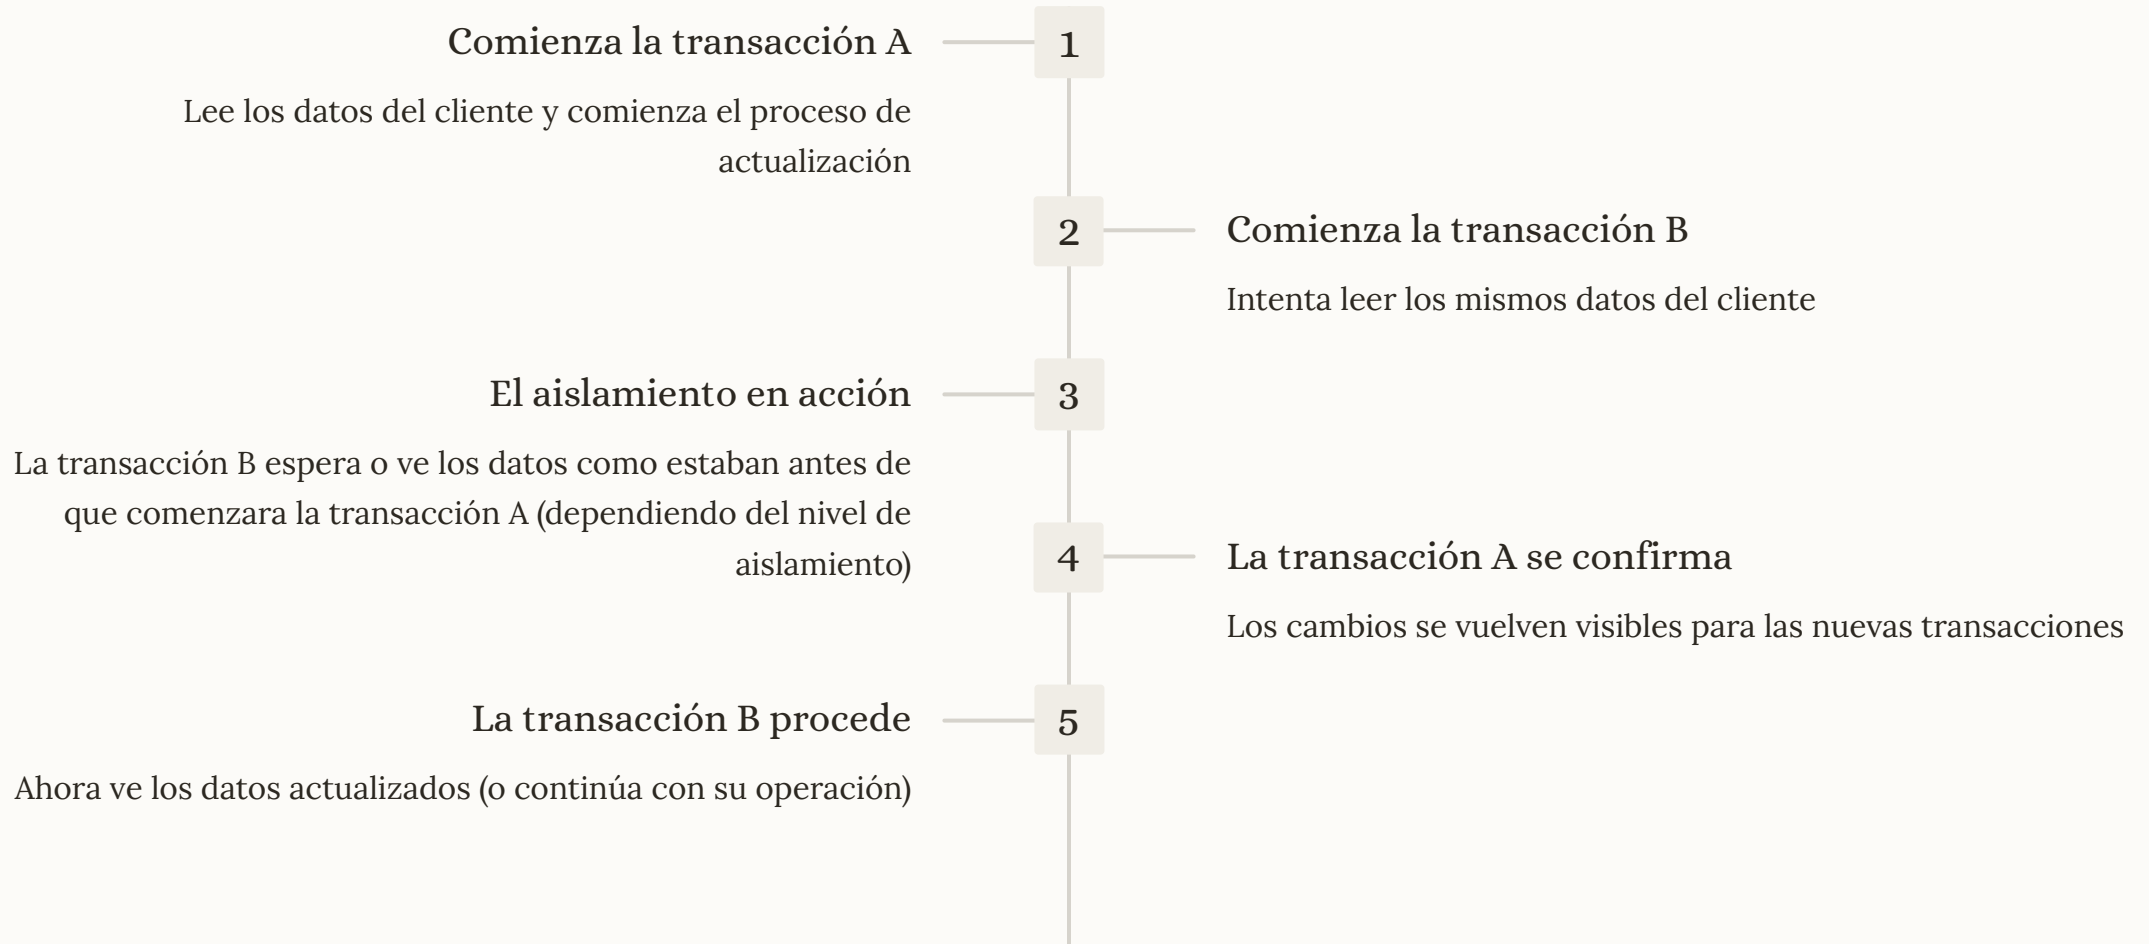 Comienza la transacción A
1
Lee los datos del cliente y comienza el proceso de
actualización
2
Comienza la transacción B
Intenta leer los mismos datos del cliente
El aislamiento en acción
3
La transacción B espera o ve los datos como estaban antes de
que comenzara la transacción A (dependiendo del nivel de
aislamiento)
4
La transacción A se confirma
Los cambios se vuelven visibles para las nuevas transacciones
La transacción B procede
5
Ahora ve los datos actualizados (o continúa con su operación)